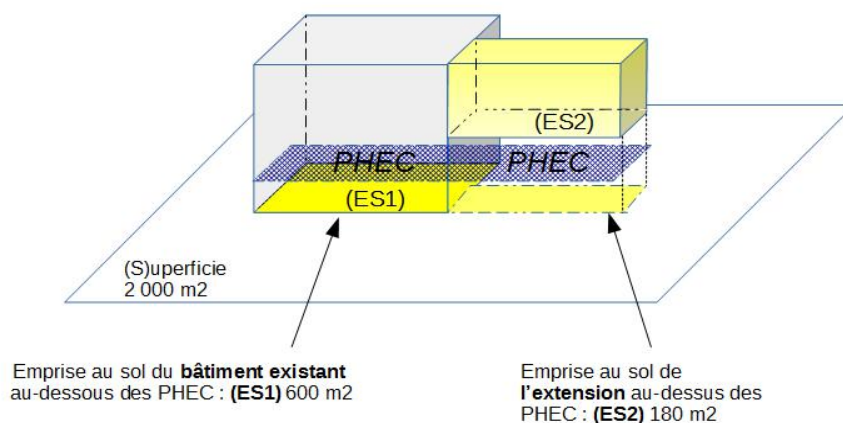 (ES2)
PHEC PHEC
(ES1)
(S)uperficie
2 000 m2
Emprise au sol du bâtiment existant
au-dessous des PHEC : (ES1) 600 m2
Emprise au sol de
l'extension au-dessus des
PHEC : (ES2) 180 m2